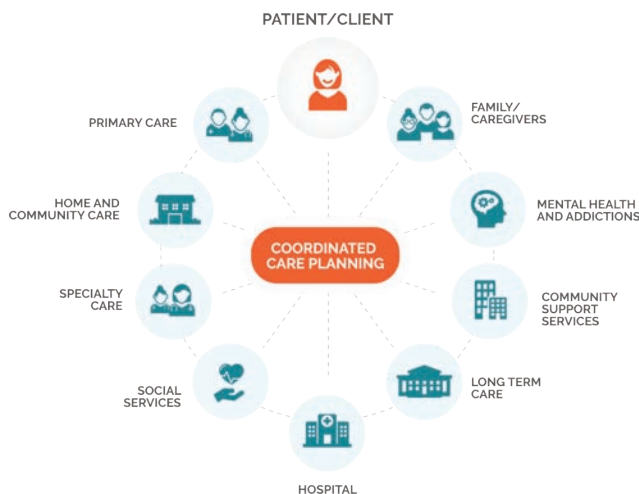 PATIENT/CLIENT
FAMILY/
CAREGIVERS
PRIMARY CARE
MENTAL HEALTH
AND ADDICTIONS
HOME AND
COMMUNITY CARE
COORDINATED
CARE PLANNING
COMMUNITY
SUPPORT
SERVICES
SPECIALTY
CARE
LONG TERM
CARE
SOCIAL
SERVICES
HOSPITAL